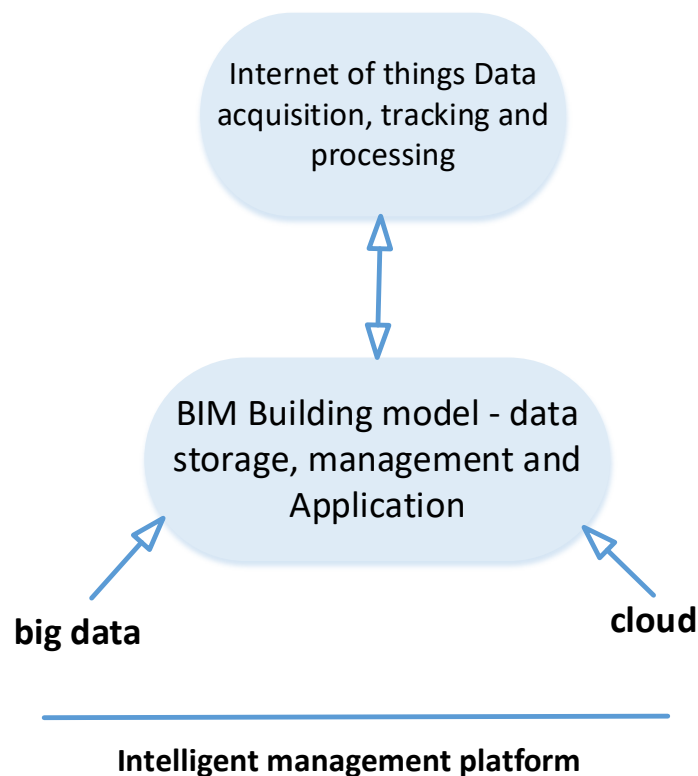 Internet of things Data
acquisition, tracking and
processing
BIM Building model - data
storage, management and
Application
big data
cloud
Intelligent management platform